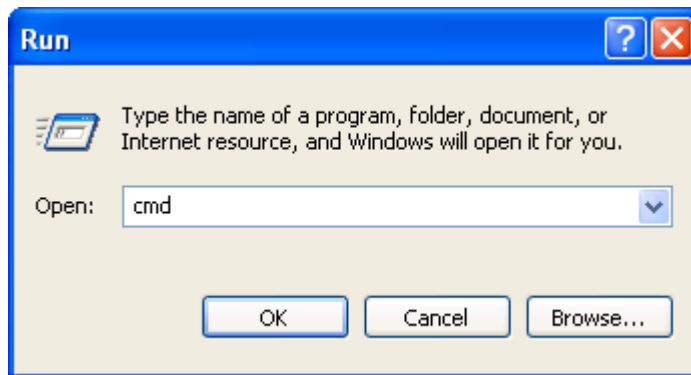 Run
Type the name of a program, folder, document, or
Internet resource, and Windows will open it for you.
Open: cmd
OK Cancel Browse...